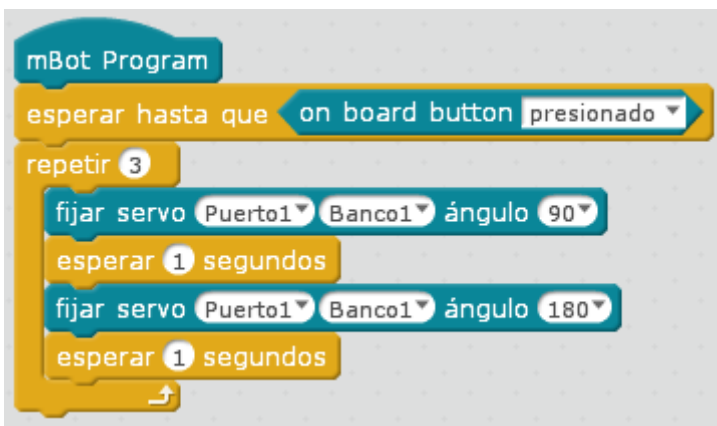 mBot Program
esperar hasta que on board button presionado
repetir 3
fijar servo Puerto1 Banco1 ángulo 90
esperar 1 segundos
fijar servo Puerto1 Banco1 ángulo 180
esperar 1 segundos